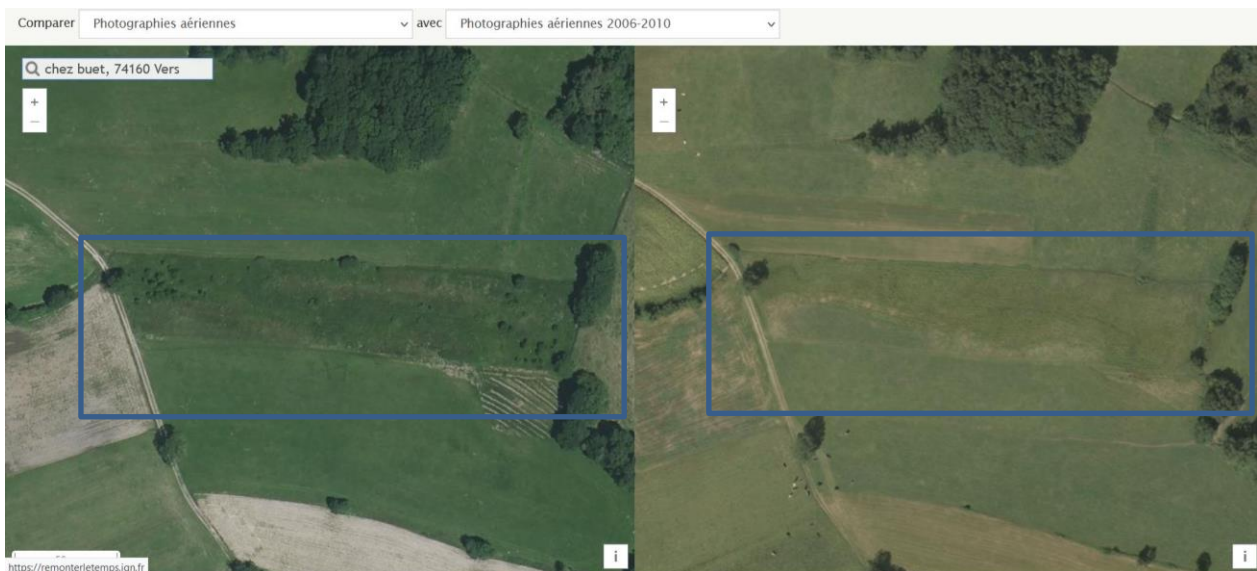 Comparer Photographies aériennes avec Photographies aériennes 2006-2010
chez buet, 74160 Vers
+ +
– –
i i
https://remonterletemps.ign.fr